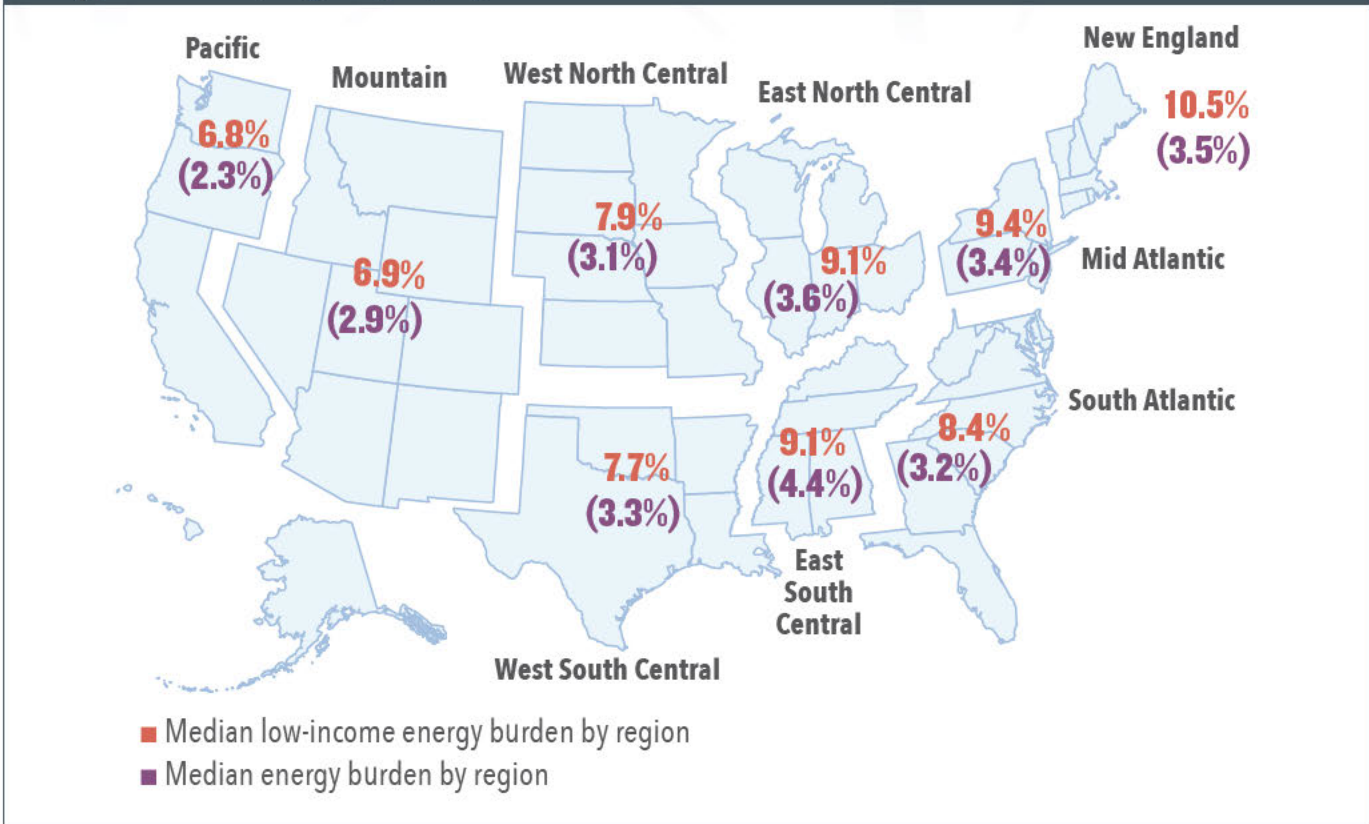 Pacific
6.8%
(2.3%)
Mountain
6.9%
(2.9%)
West North Central
7.9%
(3.1%)
East North Central
9.1%
(3.6%)
New England
10.5%
(3.5%)
9.4%
(3.4%)
Mid Atlantic
South Atlantic
8.4%
(3.2%)
9.1%
(4.4%)
East
South
Central
7.7%
(3.3%)
West South Central
Median low-income energy burden by region
Median energy burden by region